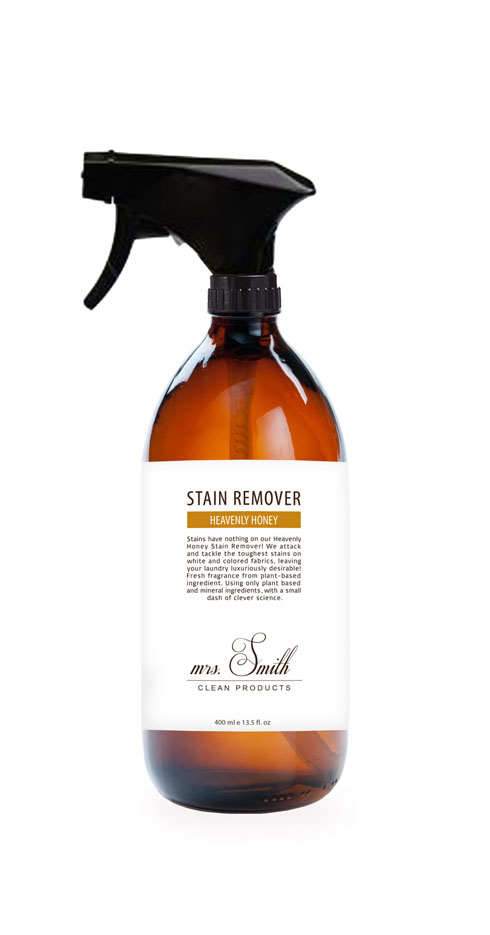 STAIN REMOVER
HEAVENLY HONEY
Stains have nothing on our Heavenly
Honey Stain Remover! We attack
and tackle the toughest stains on
white and colored fabrics, leaving
your laundry luxuriously desirable!
Fresh fragrance from plant-based
ingredient. Using only plant based
and mineral ingredients, with a small
dash of clever science.
mrs. Smith
CLEAN PRODUCTS
400 ml e 13.5 fl. oz